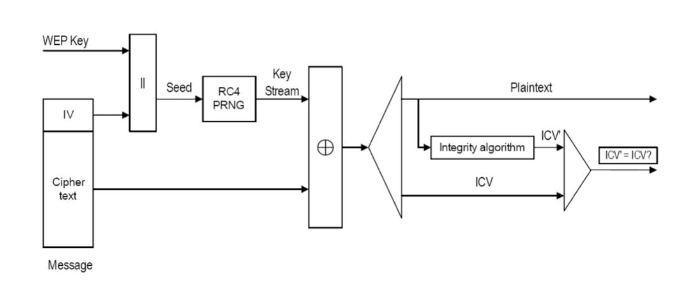 WEP Key
IV
Cipher
text
Message
||
Seed
RC4
PRNG
Key
Stream
Plaintext
Integrity algorithm
ICV'
ICV
ICV' = ICV?